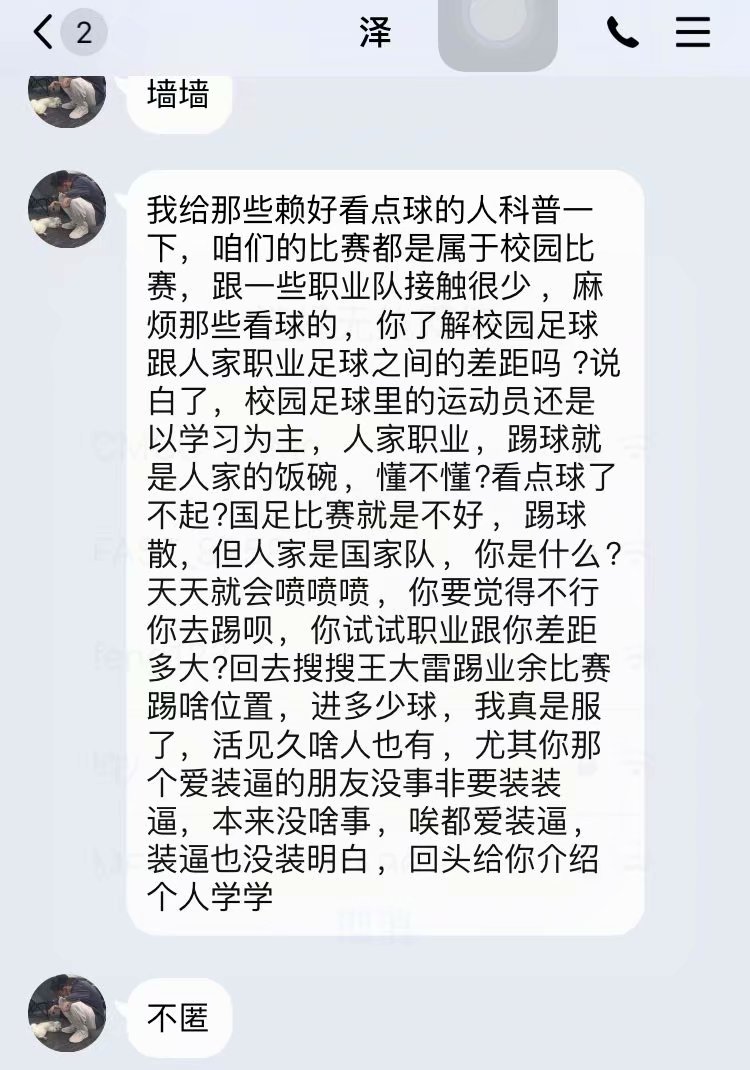 2
泽
墙墙
我给那些赖好看点球的人科普一
下，咱们的比赛都是属于校园比
赛，跟一些职业队接触很少，麻
烦那些看球的，你了解校园足球
跟人家职业足球之间的差距吗 ?说
白了，校园足球里的运动员还是
以学习为主，人家职业，踢球就
是人家的饭碗，懂不懂?看点球了
不起?国足比赛就是不好，踢球
散，但人家是国家队，你是什么?
天天就会喷喷喷，你要觉得不行
你去踢呗，你试试职业跟你差距
多大?回去搜搜王大雷踢业余比赛
踢啥位置，进多少球，我真是服
了，活见久啥人也有，尤其你那
个爱装逼的朋友没事非要装装
逼，本来没啥事，唉都爱装逼，
装逼也没装明白，回头给你介绍
个人学学
不匿